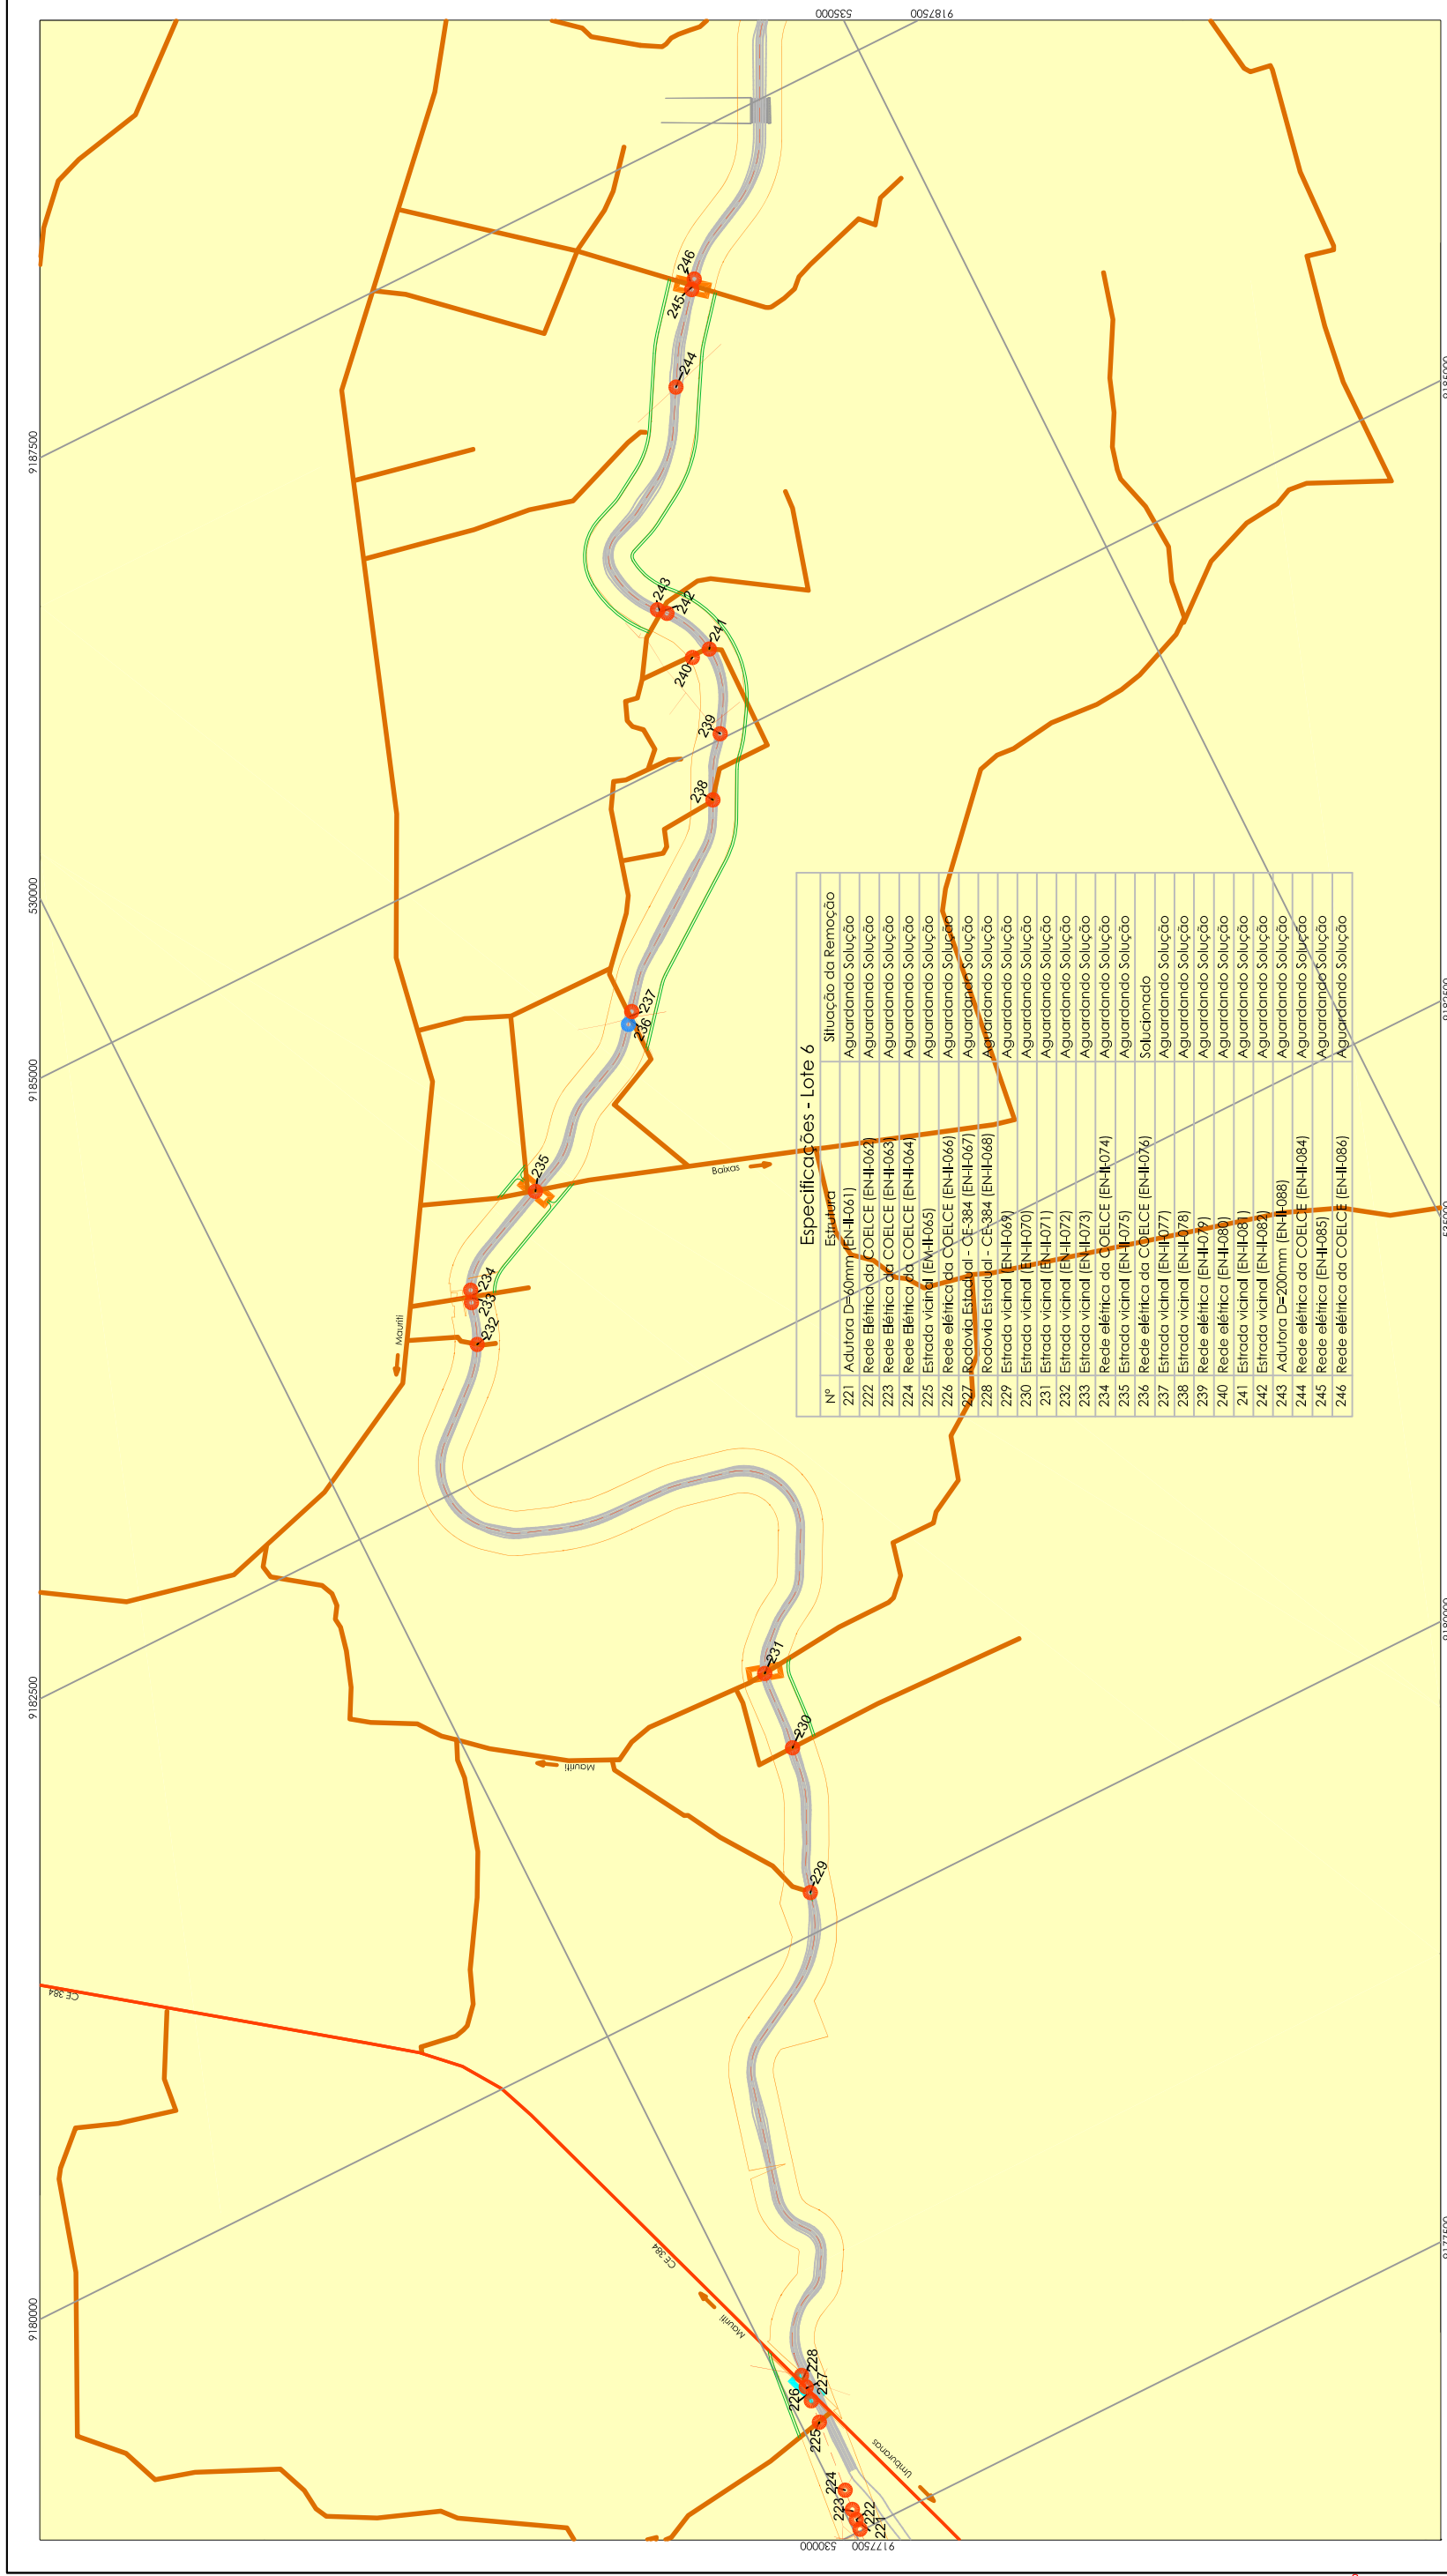 535000
9187500
9187500
530000
9185000
9182500
9180000
246
245
244
243
242
241
240
239
238
237
236
235
234
233
232
231
230
229
228
227
226
225
224
223
222
221
Mauriti
Baixas
Mauriti
CE 384
CE 384
Mauriti
Umburanas
530000
9177500
Especificações - Lote 6
Nº Estrutura Situação da Remoção
221 Adutora D=60mm (EN-II-061) Aguardando Solução
222 Rede Elétrica da COELCE (EN-II-062) Aguardando Solução
223 Rede Elétrica da COELCE (EN-II-063) Aguardando Solução
224 Rede Elétrica da COELCE (EN-II-064) Aguardando Solução
225 Estrada vicinal (EM-II-065) Aguardando Solução
226 Rede Elétrica da COELCE (EN-II-066) Aguardando Solução
227 Rodovia Estadual - CE-384 (EN-II-067) Aguardando Solução
228 Rodovia Estadual - CE-384 (EN-II-068) Aguardando Solução
229 Estrada vicinal (EN-II-069) Aguardando Solução
230 Estrada vicinal (EN-II-070) Aguardando Solução
231 Estrada vicinal (EN-II-071) Aguardando Solução
232 Estrada vicinal (EN-II-072) Aguardando Solução
233 Estrada vicinal (EN-II-073) Aguardando Solução
234 Rede elétrica da COELCE (EN-II-074) Aguardando Solução
235 Estrada vicinal (EN-II-075) Aguardando Solução
236 Rede elétrica da COELCE (EN-II-076) Solucionado
237 Estrada vicinal (EN-II-077) Aguardando Solução
238 Estrada vicinal (EN-II-078) Aguardando Solução
239 Rede elétrica (EN-II-079) Aguardando Solução
240 Rede elétrica (EN-II-080) Aguardando Solução
241 Estrada vicinal (EN-II-081) Aguardando Solução
242 Estrada vicinal (EN-II-082) Aguardando Solução
243 Adutora D=200mm (EN-II-088) Aguardando Solução
244 Rede elétrica da COELCE (EN-II-084) Aguardando Solução
245 Rede elétrica (EN-II-085) Aguardando Solução
246 Rede elétrica da COELCE (EN-II-086) Aguardando Solução
9185000
9182500
535000
9180000
9177500